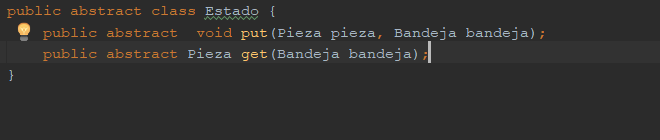 public abstract class Estado {
public abstract  void put(Pieza pieza, Bandeja bandeja);
public abstract Pieza get(Bandeja bandeja);
}